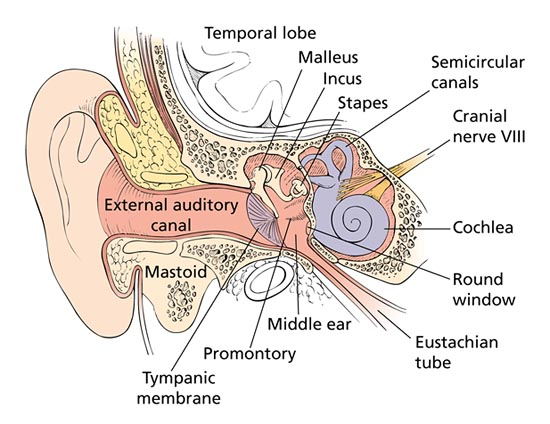 Temporal lobe
Malleus
Incus
Stapes
Semicircular
canals
Cranial
nerve VIII
External auditory
canal
Mastoid
Cochlea
Round
window
Middle ear
Promontory
Eustachian
tube
Tympanic
membrane